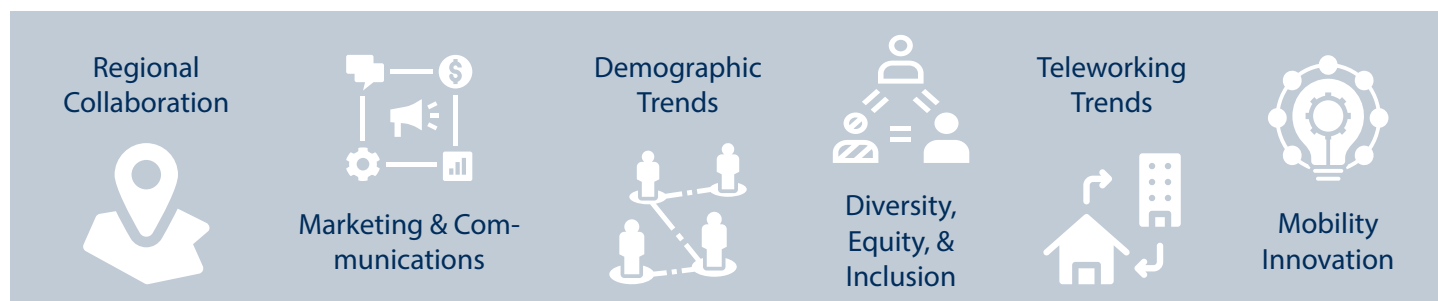 Regional
Collaboration
Marketing & Com-
munications
Demographic
Trends
Diversity,
Equity, &
Inclusion
Teleworking
Trends
Mobility
Innovation